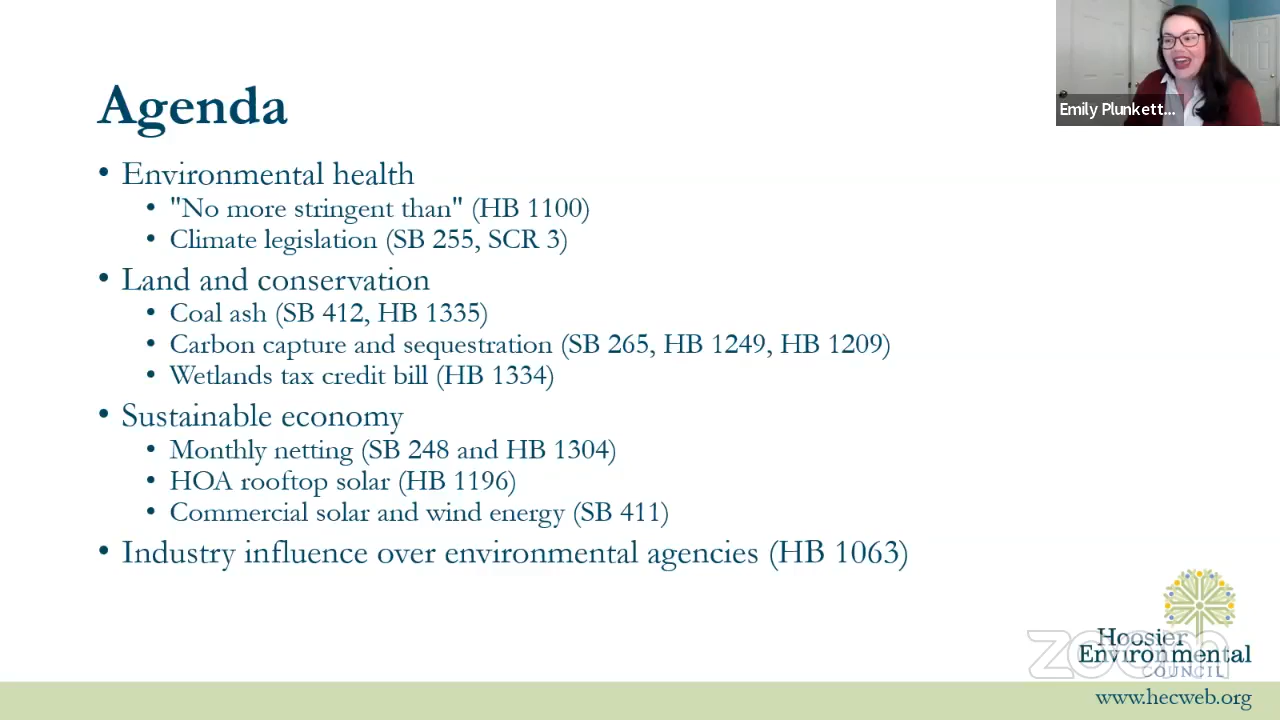 Agenda
• Environmental health
• "No more stringent than" (HB 1100)
• Climate legislation (SB 255, SCR 3)
• Land and conservation
• Coal ash (SB 412, HB 1335)
• Carbon capture and sequestration (SB 265, HB 1249, HB 1209)
• Wetlands tax credit bill (HB 1334)
• Sustainable economy
• Monthly netting (SB 248 and HB 1304)
• HOA rooftop solar (HB 1196)
• Commercial solar and wind energy (SB 411)
• Industry influence over environmental agencies (HB 1063)
Emily Plunkett...
zoom
Hoosier
Environmental
COUNCIL
www.hecweb.org